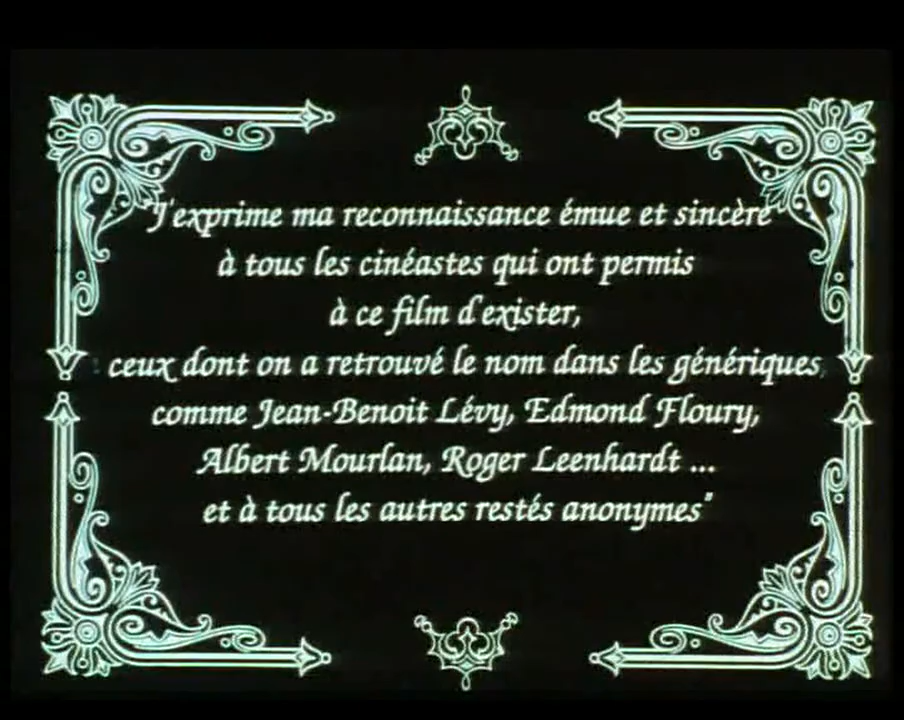 "J'exprime ma reconnaissance émue et sincère
à tous les cinéastes qui ont permis
à ce film d'exister,
ceux dont on a retrouvé le nom dans les génériques,
comme Jean-Benoit Lévy, Edmond Floury,
Albert Mourlan, Roger Leenhardt ...
et à tous les autres restés anonymes"